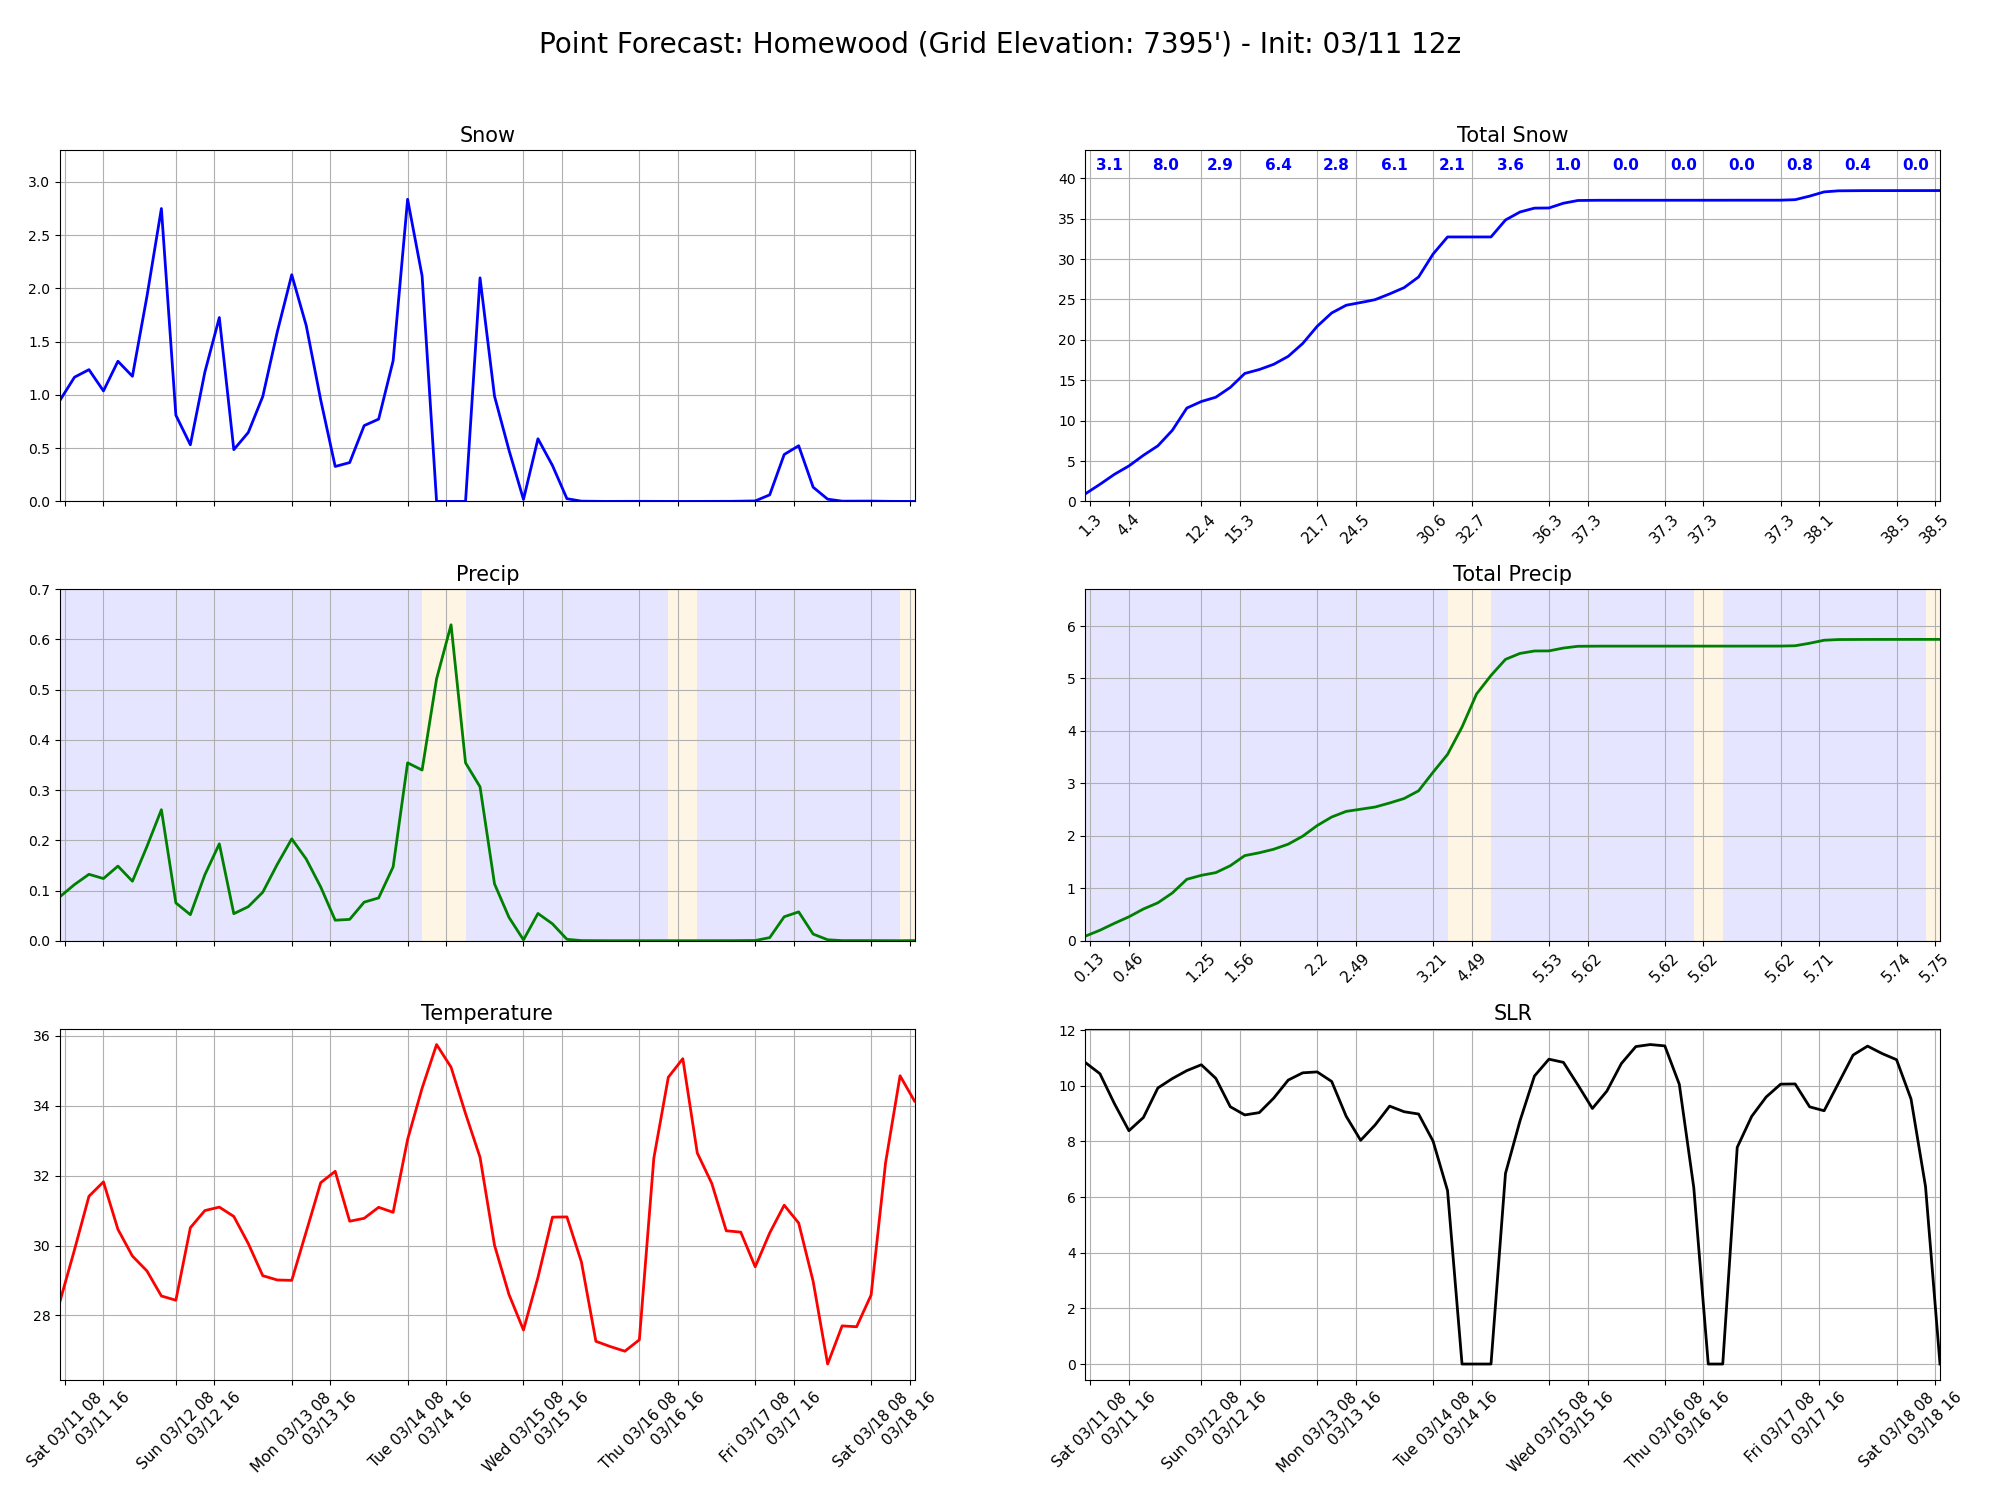 Point Forecast: Homewood (Grid Elevation: 7395') - Init: 03/11 12z
Snow
3.0
2.5
2.0
1.5
1.0
0.5
0.0
Total Snow
3.1 8.0 2.9 6.4 2.8 6.1 2.1 3.6 1.0 0.0 0.0 0.0 0.8 0.4 0.0
40
35
30
25
20
15
10
5
0
1.3 4.4 12.4 15.3 21.7 24.5 30.6 32.7 36.3 37.3 37.3 37.3 37.3 38.1 38.5 38.5
Precip
0.7
0.6
0.5
0.4
0.3
0.2
0.1
0.0
Total Precip
6
5
4
3
2
1
0
0.13 0.46 1.25 1.56 2.2 2.49 3.21 4.49 5.53 5.62 5.62 5.62 5.62 5.71 5.74 5.75
Temperature
36
34
32
30
28
Sat 03/11 08
03/11 16
Sun 03/12 08
03/12 16
Mon 03/13 08
03/13 16
Tue 03/14 08
03/14 16
Wed 03/15 08
03/15 16
Thu 03/16 08
03/16 16
Fri 03/17 08
03/17 16
Sat 03/18 08
03/18 16
SLR
12
10
8
6
4
2
0
Sat 03/11 08
03/11 16
Sun 03/12 08
03/12 16
Mon 03/13 08
03/13 16
Tue 03/14 08
03/14 16
Wed 03/15 08
03/15 16
Thu 03/16 08
03/16 16
Fri 03/17 08
03/17 16
Sat 03/18 08
03/18 16